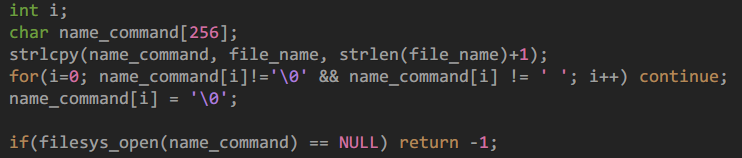 int i;
char name_command[256];
strlcpy(name_command, file_name, strlen(file_name)+1);
for(i=0; name_command[i]!='\0' && name_command[i] != ' '; i++) continue;
name_command[i] = '\0';
if(filesys_open(name_command) == NULL) return -1;